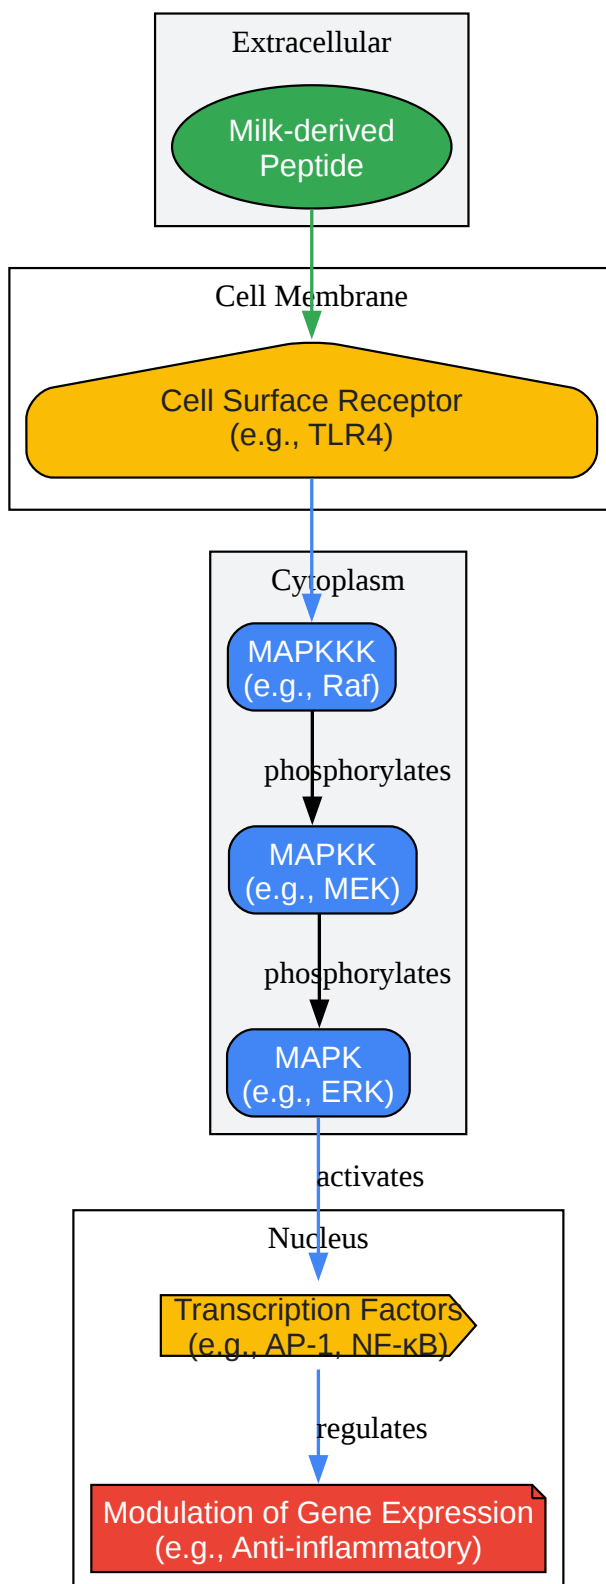 Extracellular
Milk-derived
Peptide
Cell Membrane
Cell Surface Receptor
(e.g., TLR4)
Cytoplasm
MAPKKK
(e.g., Raf)
phosphorylates
MAPKK
(e.g., MEK)
phosphorylates
MAPK
(e.g., ERK)
activates
Nucleus
Transcription Factors
(e.g., AP-1, NF-κB)
regulates
Modulation of Gene Expression
(e.g., Anti-inflammatory)